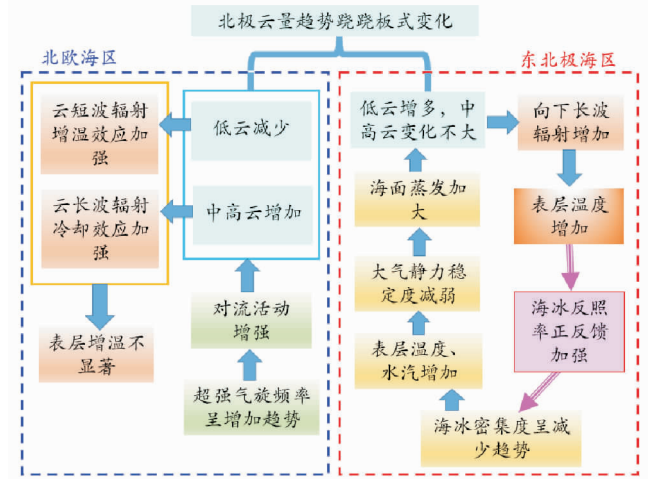 北极云量趋势跷跷板式变化
北欧海区
云短波辐射
增温效应加
强
低云减少
云长波辐射
冷却效应加
强
中高云增加
表层增温不
显著
对流活动
增强
超强气旋频率
呈增加趋势
东北极海区
低云增多，中
高云变化不大
向下长波
辐射增加
海面蒸发加
大
表层温度
增加
大气静力稳
定度减弱
海冰反照
率正反馈
加强
表层温度、
水汽增加
海冰密集度呈减
少趋势